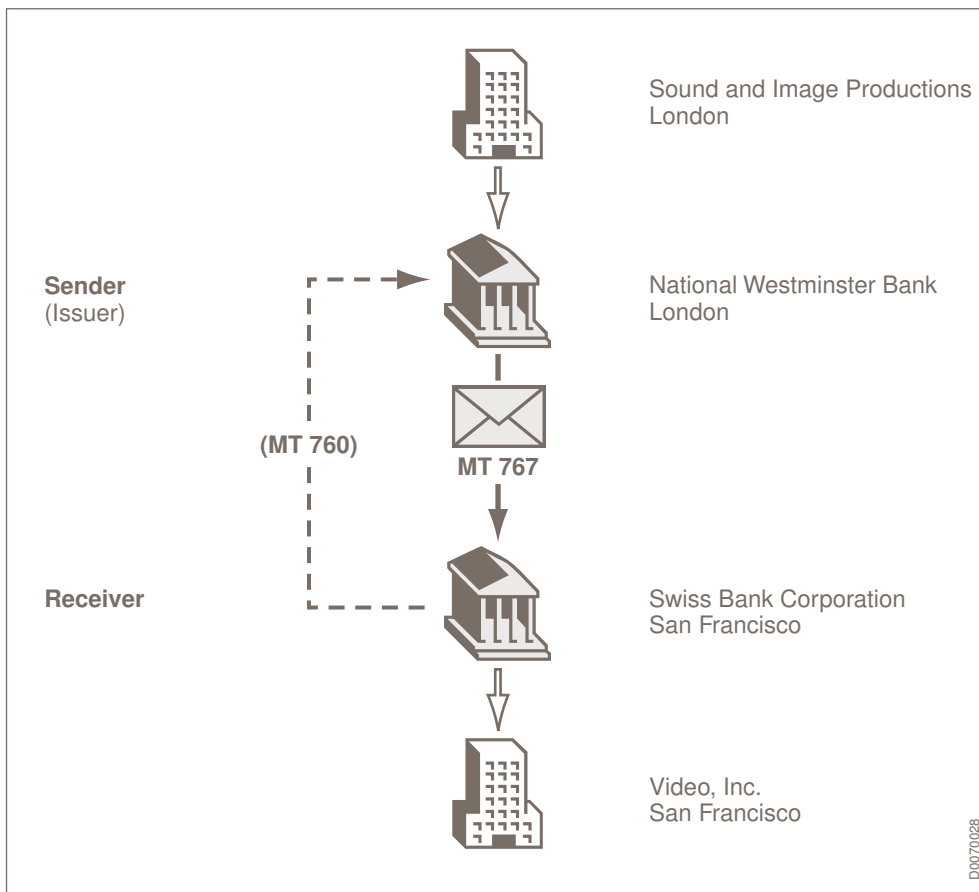 Sound and Image Productions
London
Sender
(Issuer)
National Westminster Bank
London
(MT 760)
MT 767
Receiver
Swiss Bank Corporation
San Francisco
Video, Inc.
San Francisco
D0070028